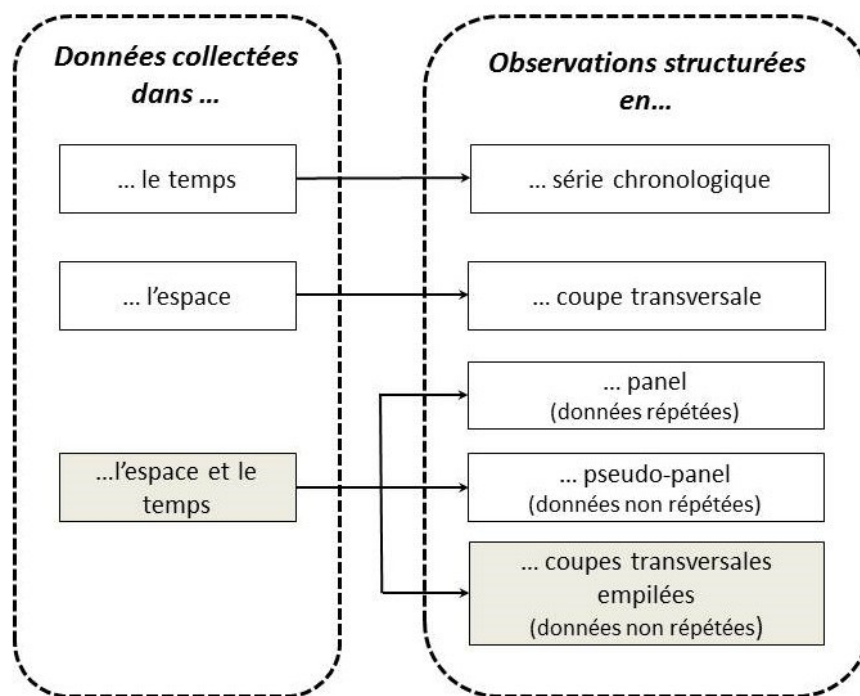 Données collectées
dans ...
... le temps
... l'espace
...l'espace et le
temps
Observations structurées
en...
... série chronologique
... coupe transversale
... panel
(données répétées)
... pseudo-panel
(données non répétées)
... coupes transversales
empilées
(données non répétées)